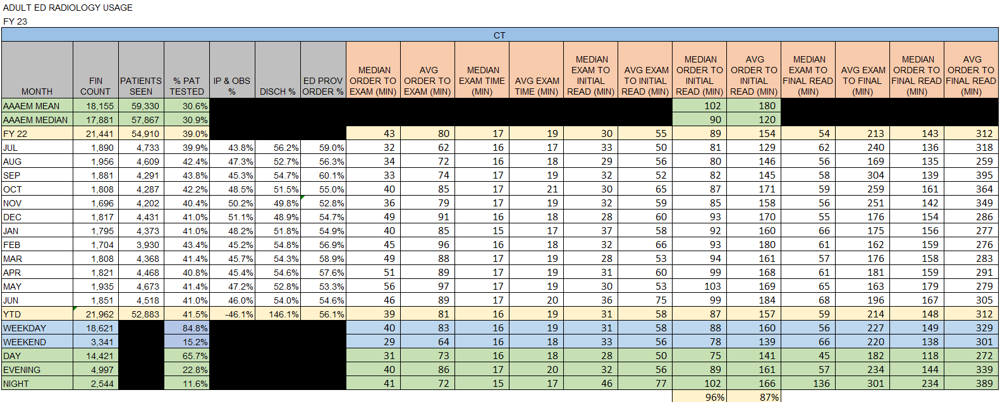 ADULT ED RADIOLOGY USAGE
FY 23
CT
MONTH FIN COUNT PATIENTS SEEN % PAT TESTED IP & OBS % DISCH % ED PROV ORDER % MEDIAN ORDER TO EXAM (MIN) AVG ORDER TO EXAM (MIN) MEDIAN EXAM TIME (MIN) AVG EXAM TIME (MIN) MEDIAN EXAM TO INITIAL READ (MIN) AVG EXAM TO INITIAL READ (MIN) MEDIAN ORDER TO INITIAL READ (MIN) AVG ORDER TO INITIAL READ (MIN) MEDIAN EXAM TO FINAL READ (MIN) AVG EXAM TO FINAL (MIN) MEDIAN ORDER TO FINAL READ (MIN) AVG ORDER TO FINAL READ (MIN)
AAAEM MEAN 18,155 59,330 30.6% 102 180
AAAEM MEDIAN 17,881 57,867 30.9% 90 120
FY 22 21,441 54,910 39.0% 43 80 17 19 30 55 89 154 54 213 143 312
JUL 1,890 4,733 39.9% 43.8% 56.2% 59.0% 32 62 16 17 33 50 81 129 62 240 136 318
AUG 1,956 4,609 42.4% 47.3% 52.7% 56.3% 34 72 16 18 29 56 80 146 56 169 135 259
SEP 1,881 4,291 43.8% 45.3% 54.7% 60.1% 33 74 17 19 32 52 82 145 58 304 139 395
OCT 1,808 4,287 42.2% 48.5% 51.5% 55.0% 40 85 17 21 30 65 87 171 59 259 161 364
NOV 1,696 4,202 40.4% 50.2% 49.8% 52.8% 36 79 17 19 32 59 85 158 56 251 142 349
DEC 1,817 4,431 41.0% 51.1% 48.9% 54.7% 49 91 16 18 28 60 93 170 55 176 154 286
JAN 1,795 4,373 41.0% 48.2% 51.8% 54.9% 40 85 15 17 37 58 92 160 66 175 156 277
FEB 1,704 3,930 43.4% 45.2% 54.8% 56.9% 45 96 16 18 32 66 93 180 61 162 159 276
MAR 1,808 4,368 41.4% 45.7% 54.3% 58.9% 49 88 17 19 28 53 94 161 57 176 158 283
APR 1,821 4,468 40.8% 45.4% 54.6% 57.6% 51 89 17 19 31 60 99 168 61 181 159 291
MAY 1,935 4,673 41.4% 47.2% 52.8% 53.3% 56 97 17 19 30 53 103 169 65 163 179 279
JUN 1,851 4,518 41.0% 46.0% 54.0% 54.6% 46 89 17 20 36 75 99 184 68 196 167 305
YTD 21,962 52,883 41.5% -46.1% 146.1% 56.1% 39 81 16 19 31 58 87 157 59 214 148 312
WEEKDAY 18,621 84.8% 40 83 16 19 31 58 88 160 56 227 149 329
WEEKEND 3,341 15.2% 29 64 16 18 33 56 78 139 66 220 138 301
DAY 14,421 65.7% 31 73 16 18 28 50 75 141 45 182 118 272
EVENING 4,997 22.8% 40 86 17 20 32 56 89 161 57 234 144 339
NIGHT 2,544 11.6% 41 72 15 17 46 77 102 166 136 301 234 389
96% 87%